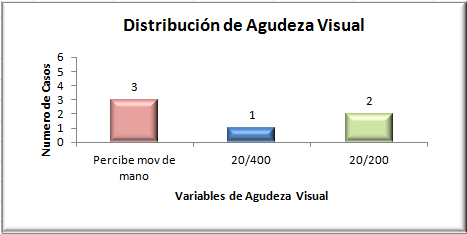 Distribución de Agudeza Visual
Numero de Casos
6
5
4
3
2
1
0
3
1
2
Percibe mov de
mano
20/400
20/200
Variables de Agudeza Visual